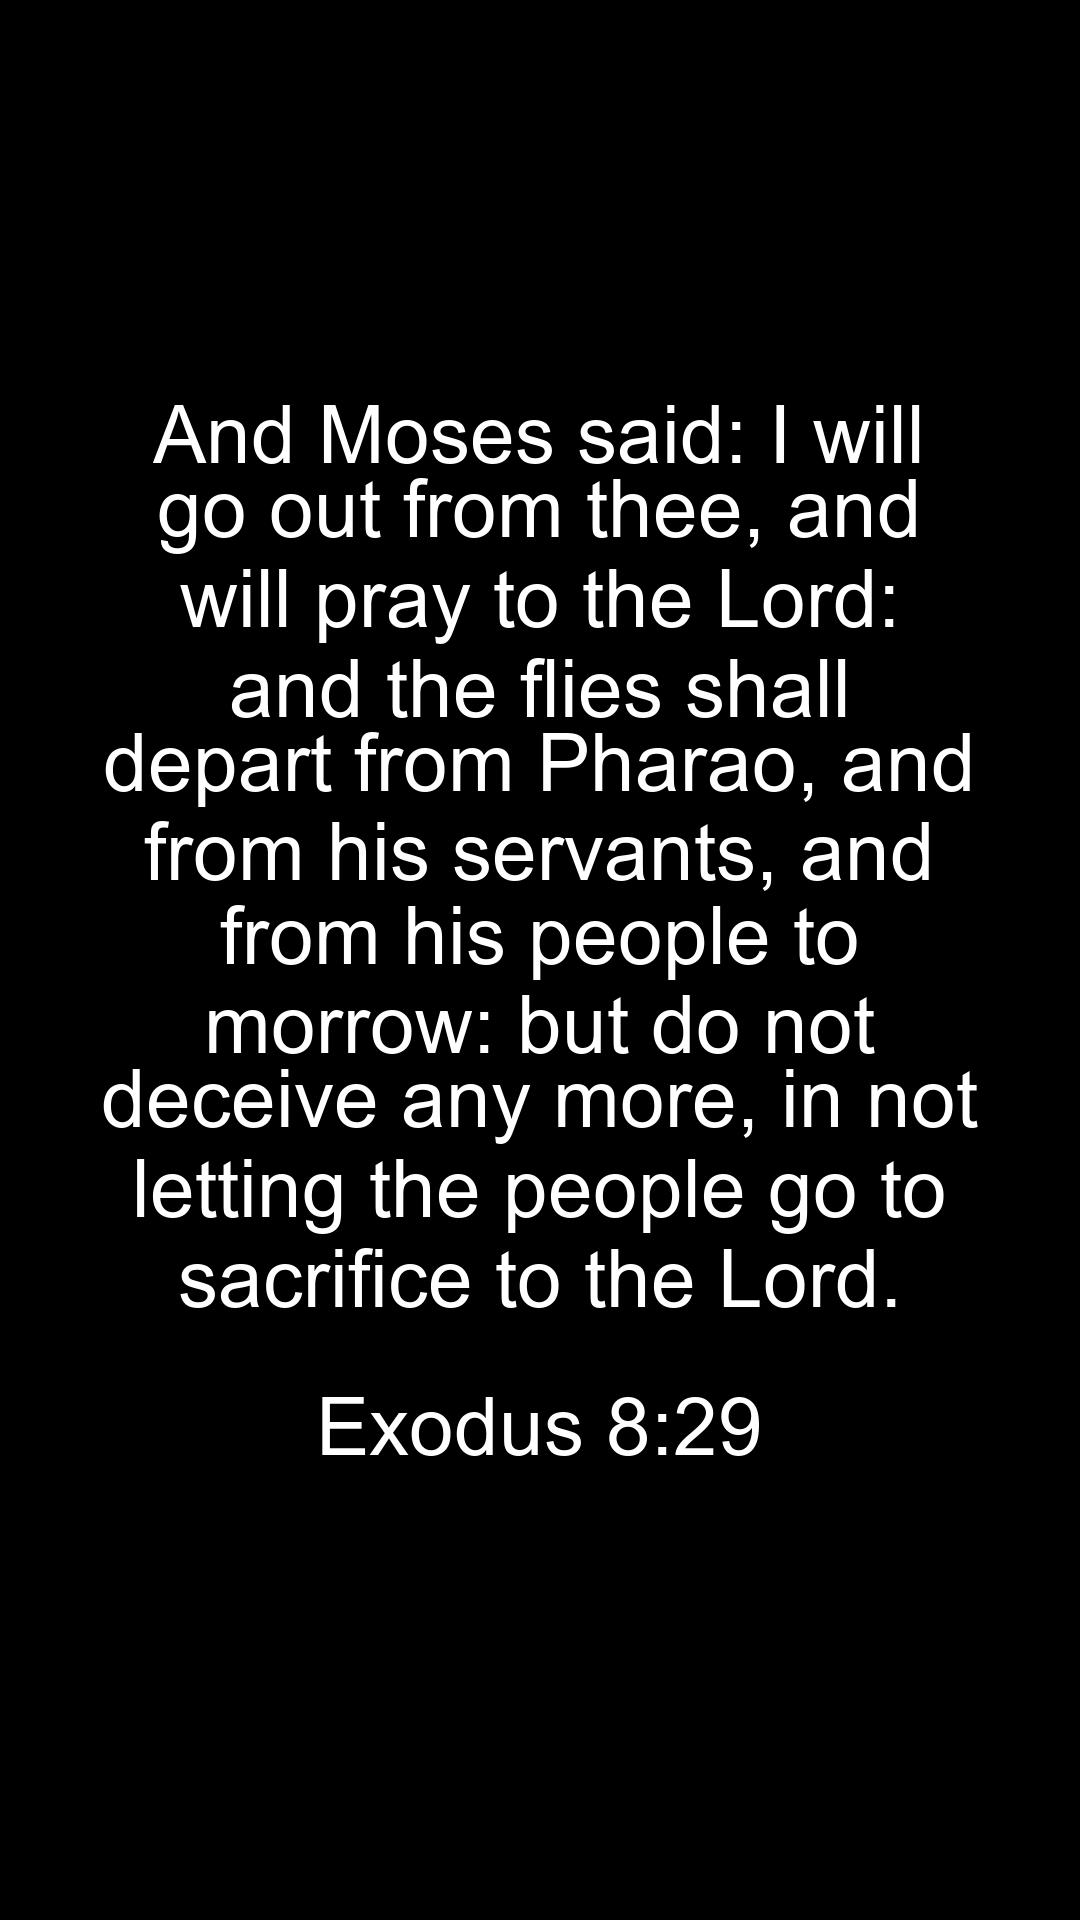 And Moses said: I will
go out from thee, and
will pray to the Lord:
and the flies shall
depart from Pharao, and
from his servants, and
from his people to
morrow: but do not
deceive any more, in not
letting the people go to
sacrifice to the Lord.
Exodus 8:29